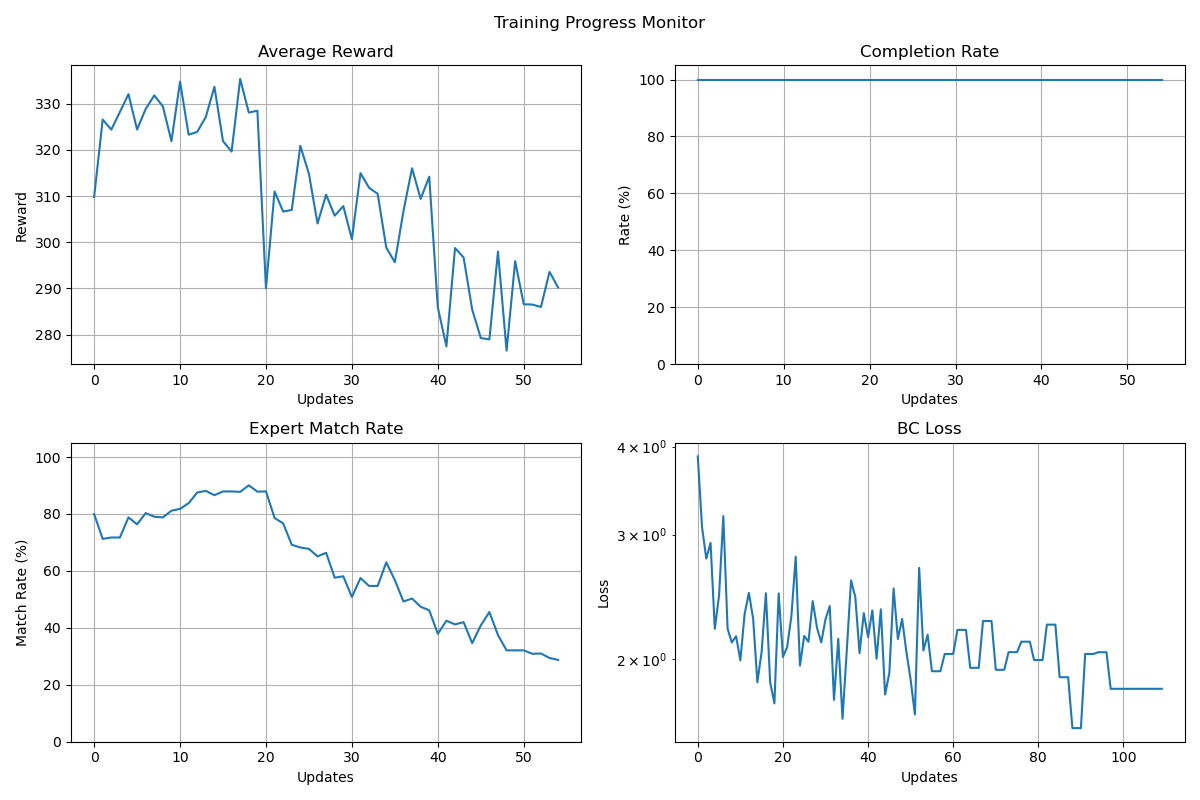 Training Progress Monitor
Average Reward
Reward
330
320
310
300
290
280
0 10 20 30 40 50
Updates
Completion Rate
Rate (%)
100
80
60
40
20
0
0 10 20 30 40 50
Updates
Expert Match Rate
Match Rate (%)
100
80
60
40
20
0
0 10 20 30 40 50
Updates
BC Loss
Loss
4 × 10⁰
3 × 10⁰
2 × 10⁰
0 20 40 60 80 100
Updates